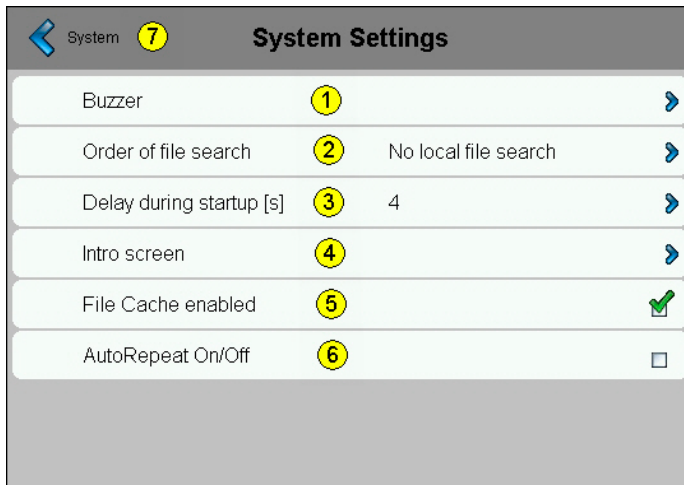 System 7 System Settings
Buzzer 1
Order of file search 2 No local file search
Delay during startup [s] 3 4
Intro screen 4
File Cache enabled 5
AutoRepeat On/Off 6